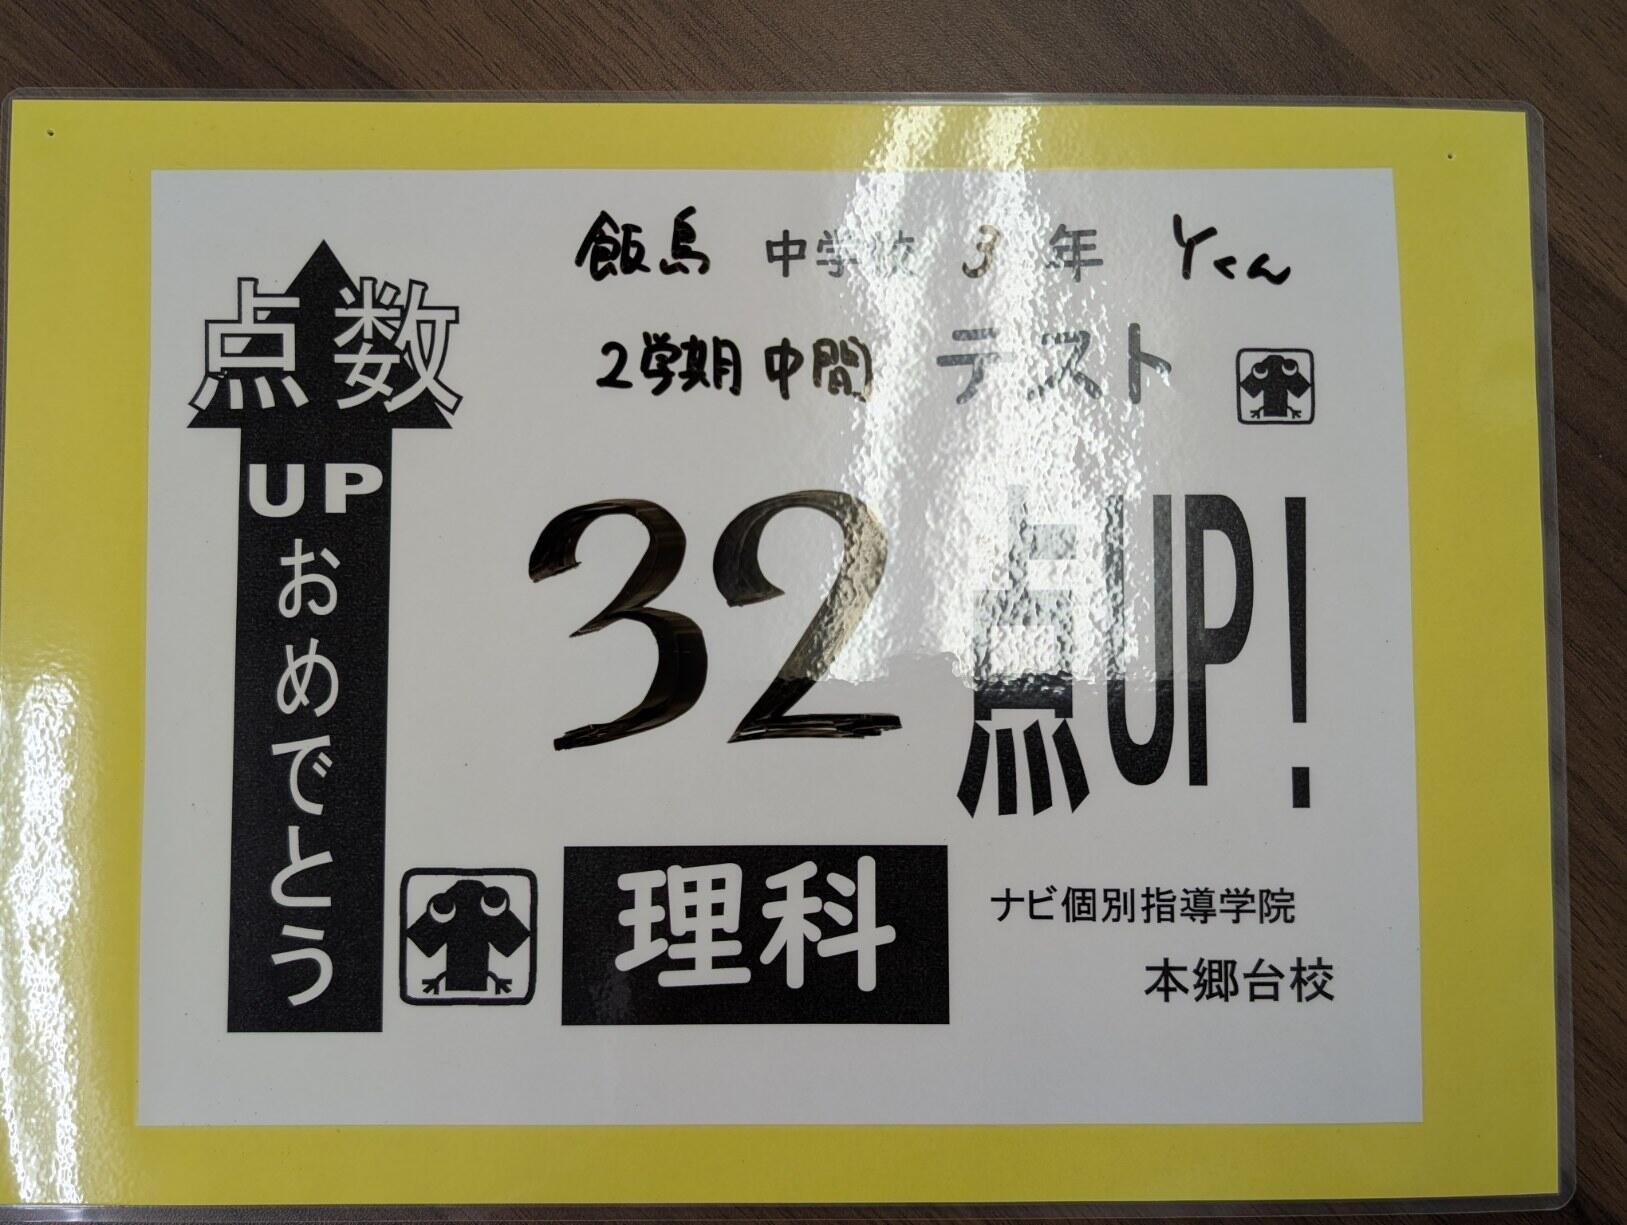 飯島 中学校 3 年 Yくん
2学期 中間 テスト
点数
UP
おめでとう
32 点UP!
理科
ナビ個別指導学院
本郷台校